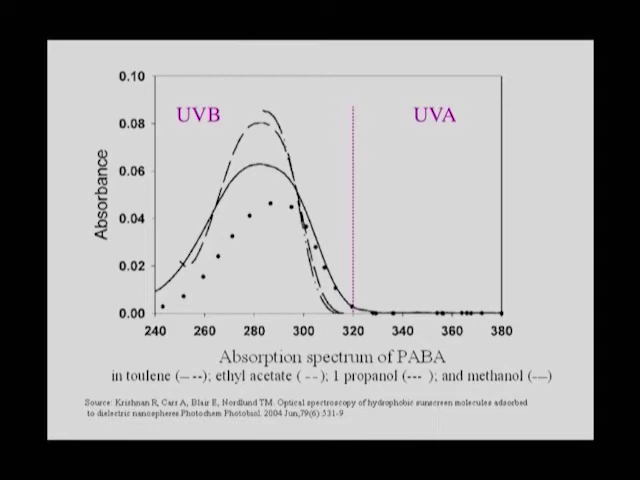 0.10
UVB
UVA
0.08
0.06
Absorbance
0.04
0.02
0.00
240 260 280 300 320 340 360 380
Absorption spectrum of PABA
in toulene (— --); ethyl acetate ( – –); 1 propanol (--- ); and methanol (—)
Source: Krishnan R, Carr A, Blair E, Nordlund TM. Optical spectroscopy of hydrophobic sunscreen molecules adsorbed
to dielectric nanospheres.Photochem Photobiol. 2004 Jun;79(6) 531-9